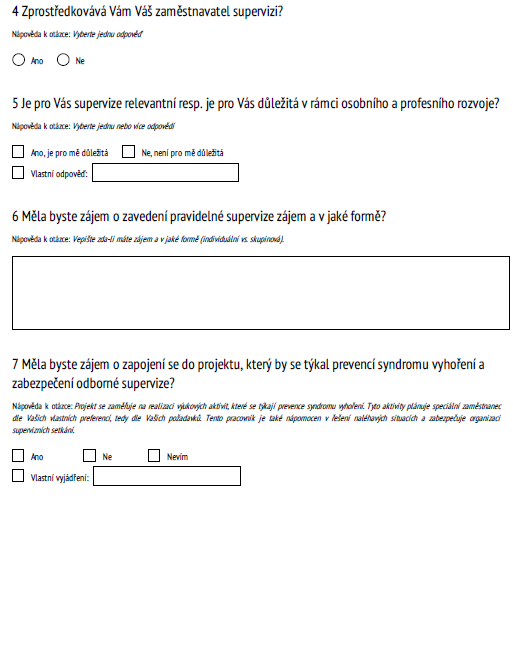 4 Zprostředkovává Vám Váš zaměstnavatel supervizi?
Nápověda k otázce: Vyberte jednu odpověď
Ano Ne
5 Je pro Vás supervize relevantní resp. je pro Vás důležitá v rámci osobního a profesního rozvoje?
Nápověda k otázce: Vyberte jednu nebo více odpovědí
Ano, je pro mě důležitá Ne, není pro mě důležitá
Vlastní odpověď:
6 Měla byste zájem o zavedení pravidelné supervize zájem a v jaké formě?
Nápověda k otázce: Vepište zda-li máte zájem a v jaké formě (individuální vs. skupinová).
7 Měla byste zájem o zapojení se do projektu, který by se týkal prevencí syndromu vyhoření a
zabezpečení odborné supervize?
Nápověda k otázce: Projekt se zaměřuje na realizaci výukových aktivit, které se týkají prevence syndromu vyhoření. Tyto aktivity plánuje speciální zaměstnanec
dle Vašich vlastních preferencí, tedy dle Vašich požadavků. Tento pracovník je také nápomocen v řešení naléhavých situacích a zabezpečuje organizaci
supervizních setkání.
Ano Ne Nevím
Vlastní vyjádření: